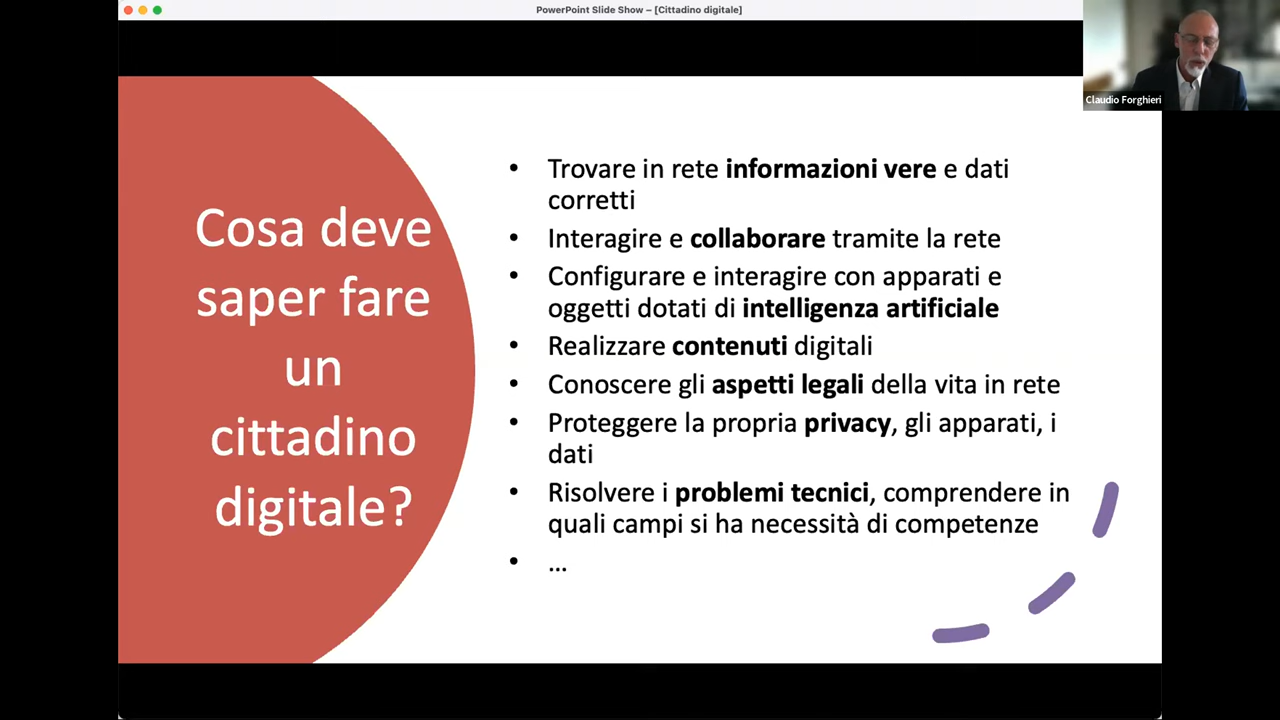 PowerPoint Slide Show – [Cittadino digitale]
Claudio Forghieri
Cosa deve
saper fare
un
cittadino
digitale?
• Trovare in rete informazioni vere e dati
corretti
• Interagire e collaborare tramite la rete
• Configurare e interagire con apparati e
oggetti dotati di intelligenza artificiale
• Realizzare contenuti digitali
• Conoscere gli aspetti legali della vita in rete
• Proteggere la propria privacy, gli apparati, i
dati
• Risolvere i problemi tecnici, comprendere in
quali campi si ha necessità di competenze
• ...